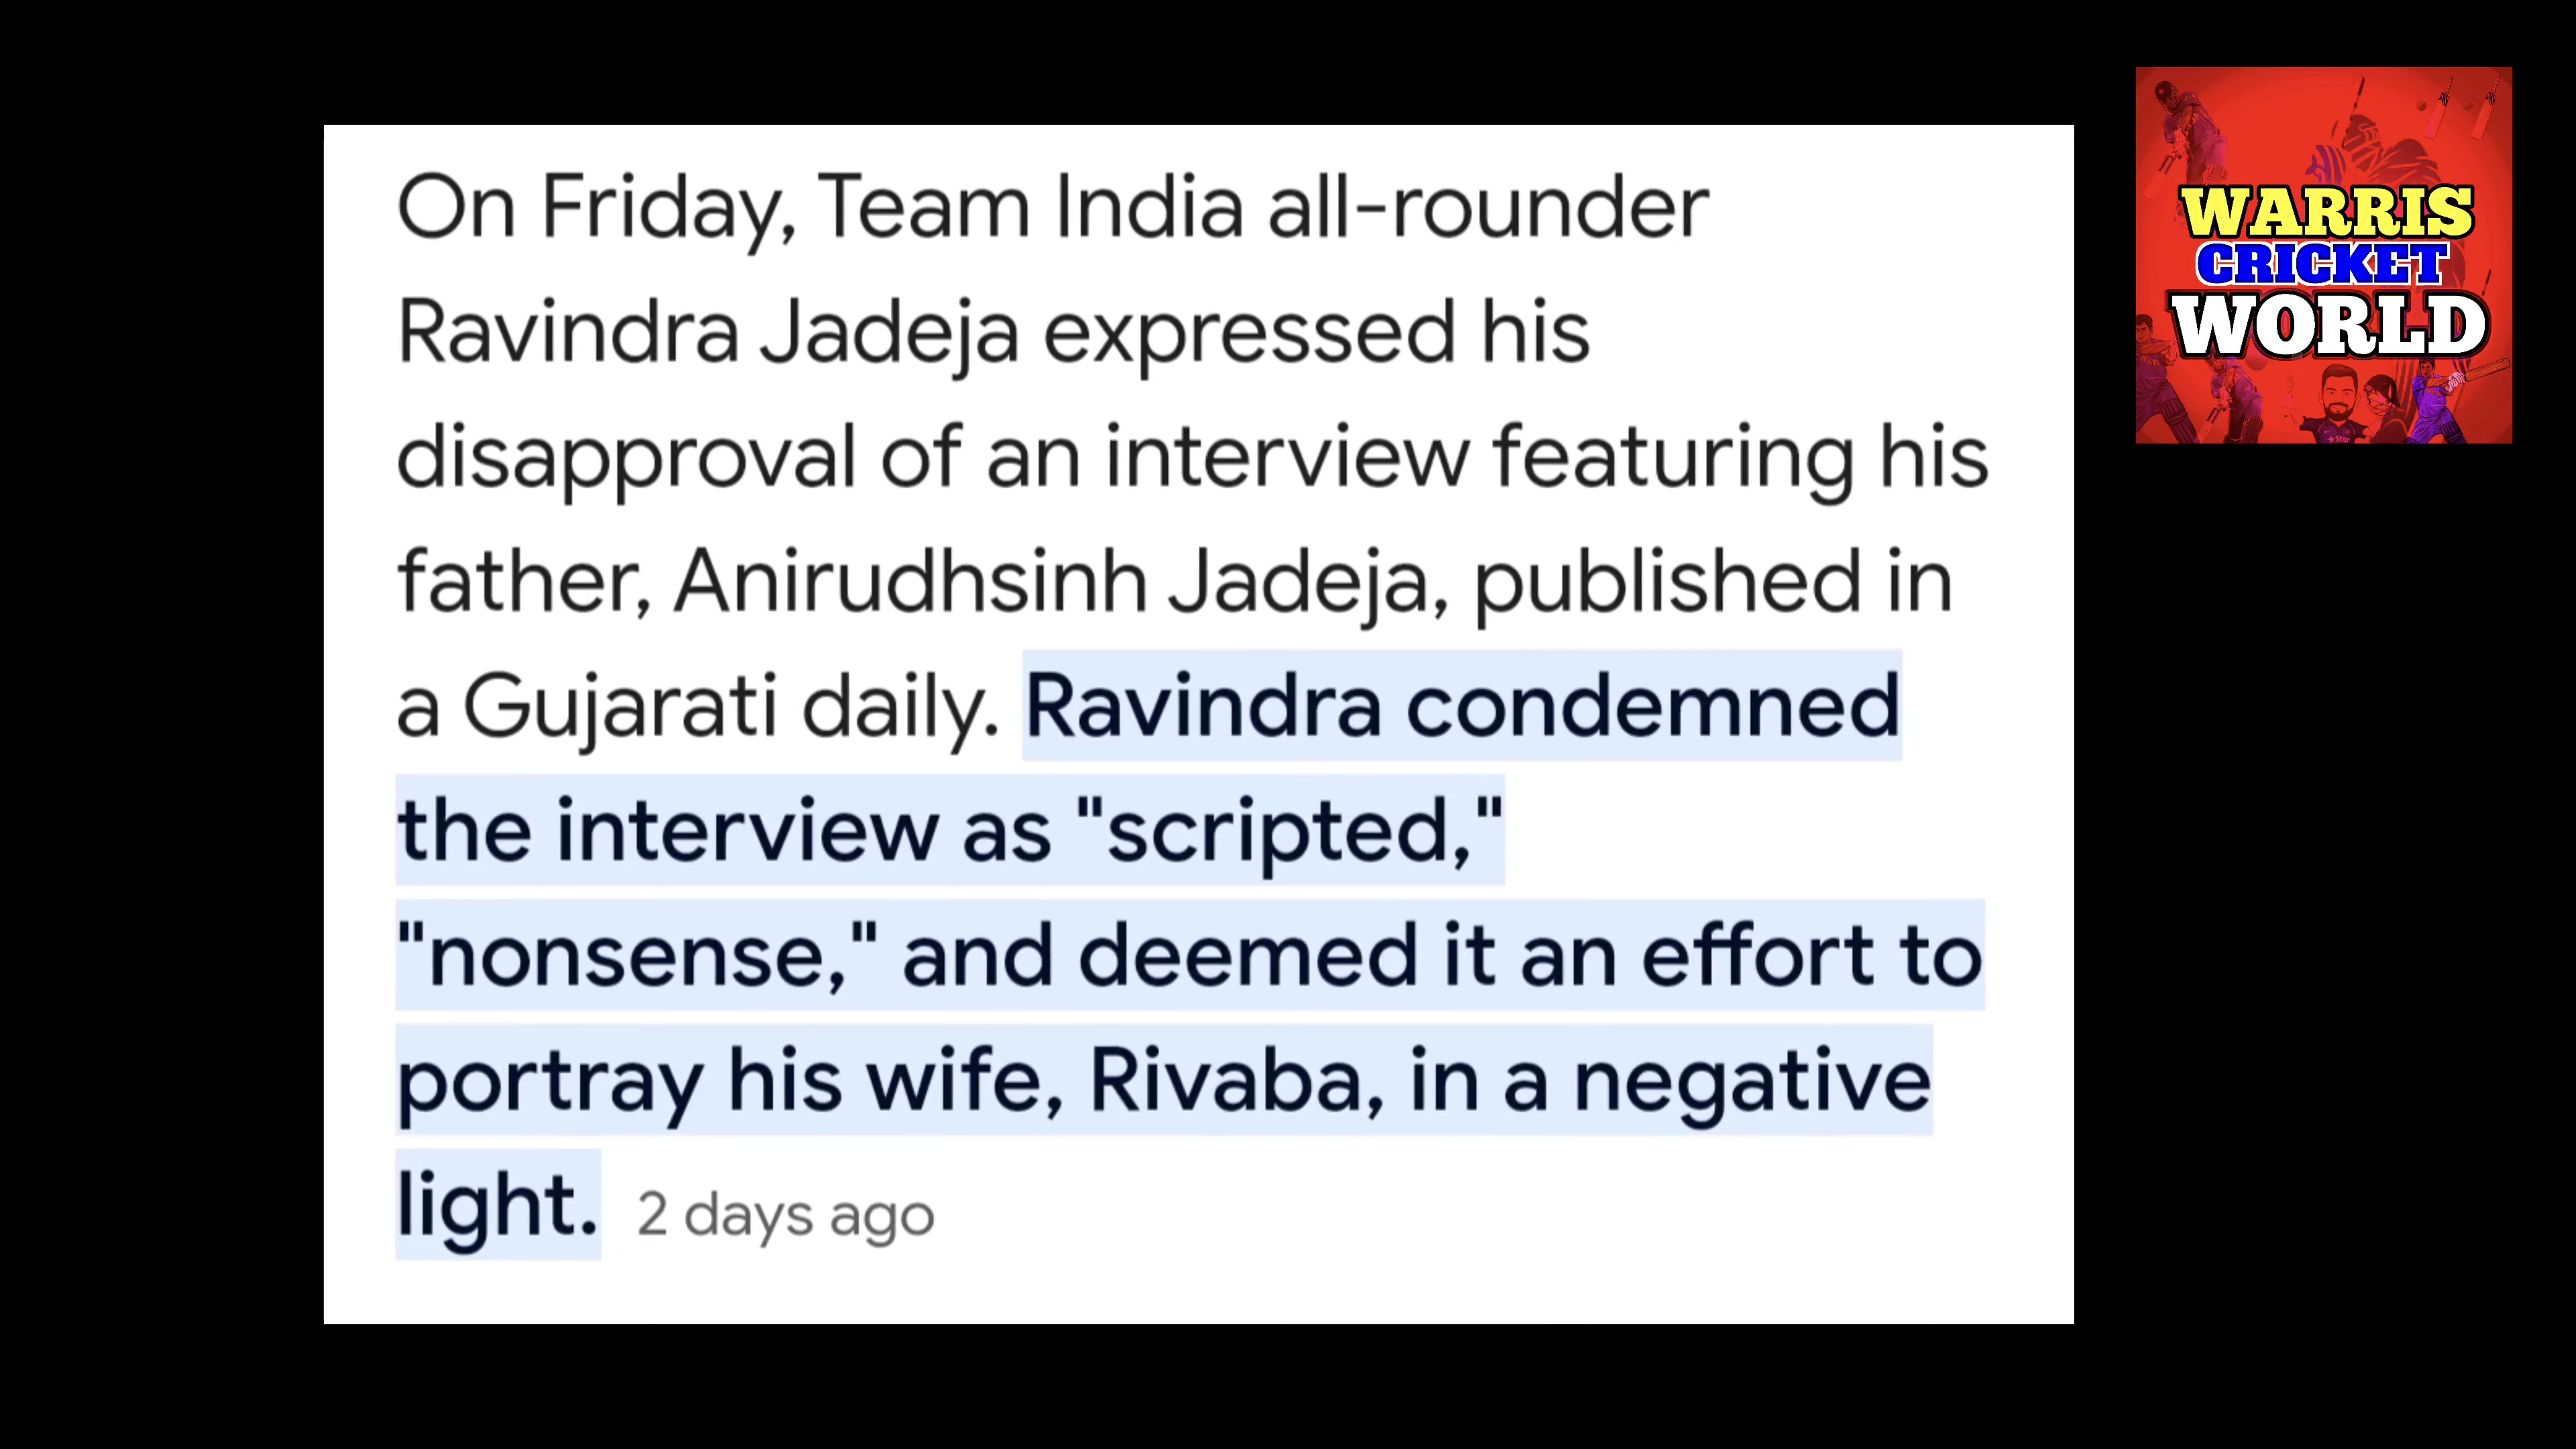 On Friday, Team India all-rounder
Ravindra Jadeja expressed his
disapproval of an interview featuring his
father, Anirudhsinh Jadeja, published in
a Gujarati daily. Ravindra condemned
the interview as "scripted,"
"nonsense," and deemed it an effort to
portray his wife, Rivaba, in a negative
light. 2 days ago
WARRIS
CRICKET
WORLD
star